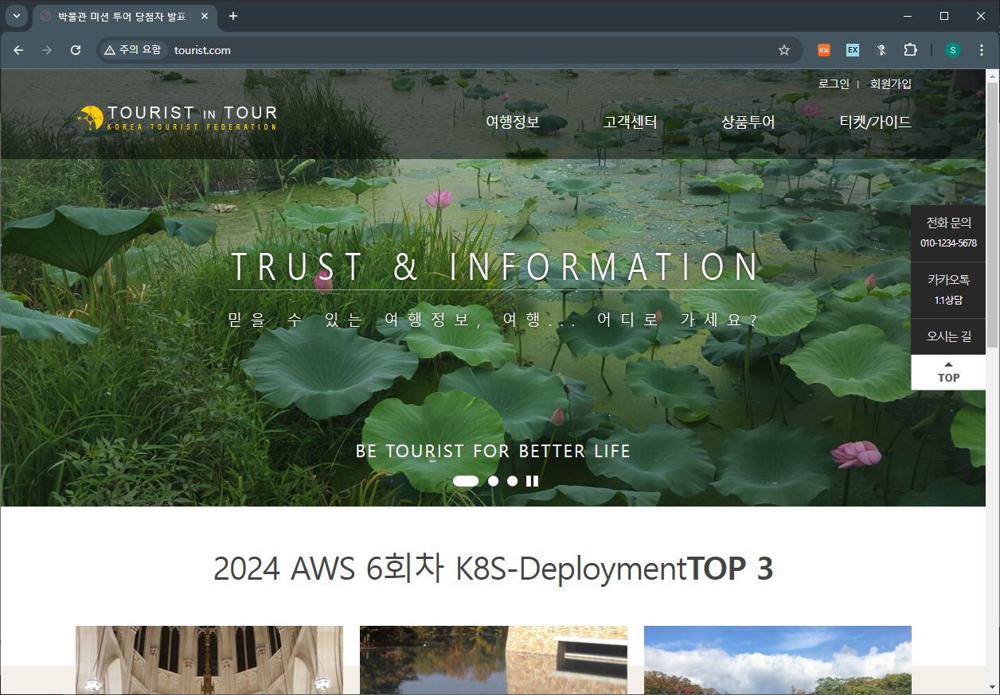 박물관 미션 투어 당첨자 발표
주의 요함
tourist.com
EX
S
로그인 | 회원가입
TOURIST IN TOUR
KOREA TOURIST FEDERATION
여행정보 고객센터 상품투어 티켓/가이드
전화 문의
010-1234-5678
카카오톡
1:1상담
오시는 길
TOP
TRUST & INFORMATION
믿을 수 있는 여행정보, 여행... 어디로 가세요?
BE TOURIST FOR BETTER LIFE
2024 AWS 6회차 K8S-DeploymentTOP 3